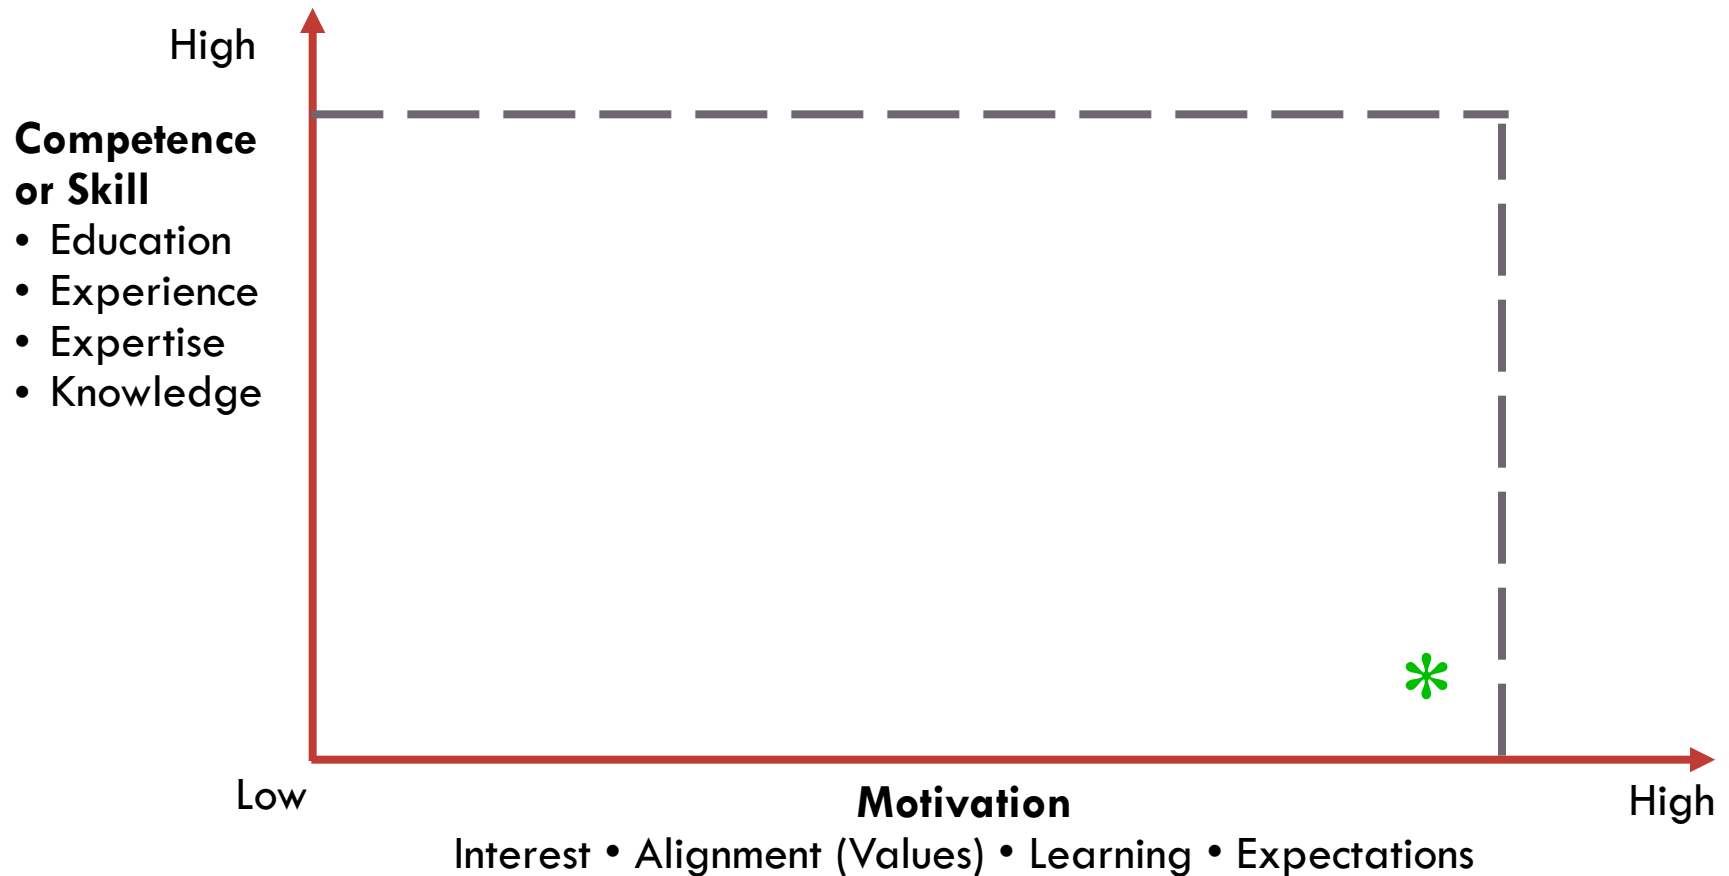 High
Competence
or Skill
• Education
• Experience
• Expertise
• Knowledge
*
Low
Motivation
High
Interest • Alignment (Values) • Learning • Expectations